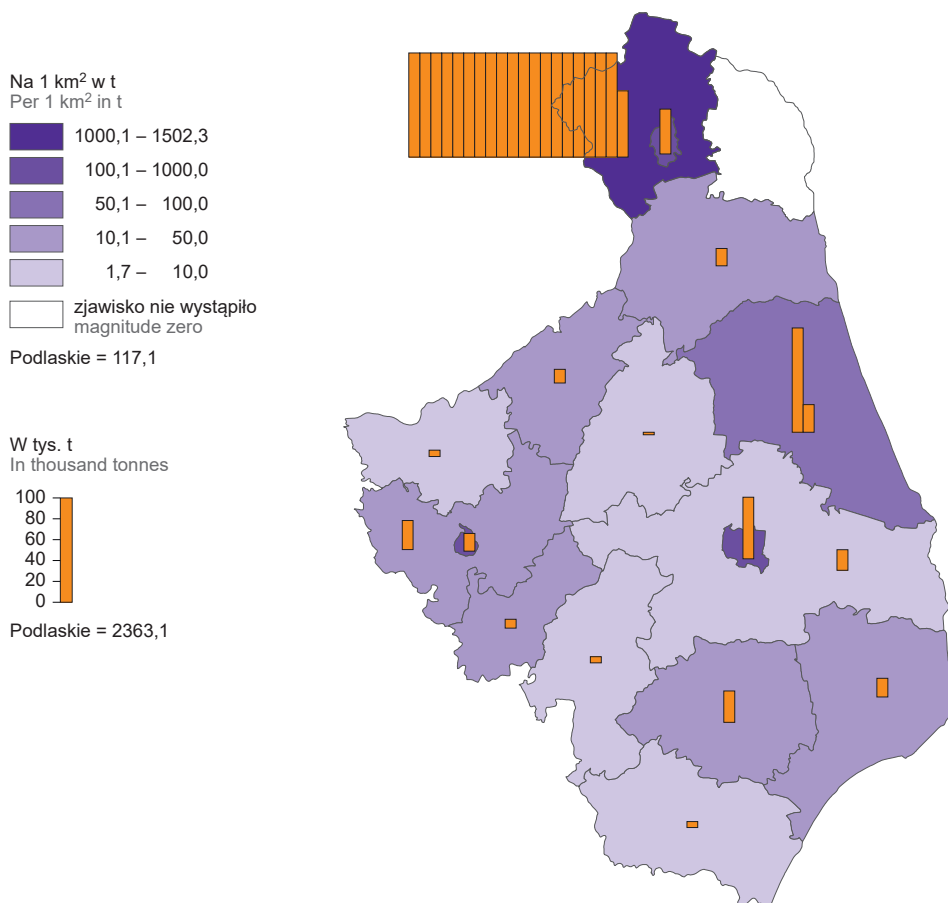 Na 1 km² w t
Per 1 km² in t
1000,1 – 1502,3
100,1 – 1000,0
50,1 – 100,0
10,1 – 50,0
1,7 – 10,0
zjawisko nie wystąpiło
magnitude zero
Podlaskie = 117,1
W tys. t
In thousand tonnes
100
80
60
40
20
0
Podlaskie = 2363,1